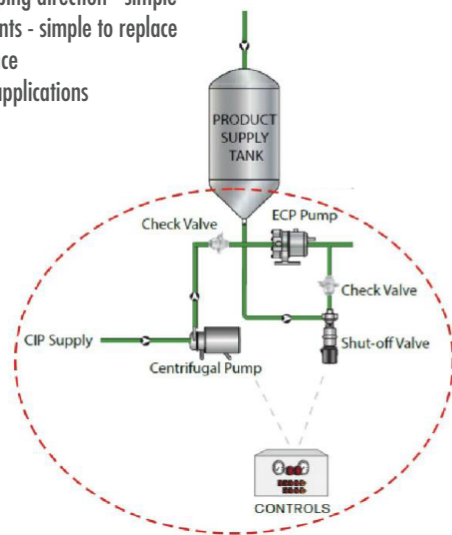 ing direction - simple
nts - simple to replace
ce
applications
PRODUCT
SUPPLY
TANK
ECP Pump
Check Valve
Check Valve
CIP Supply
Shut-off Valve
Centrifugal Pump
CONTROLS